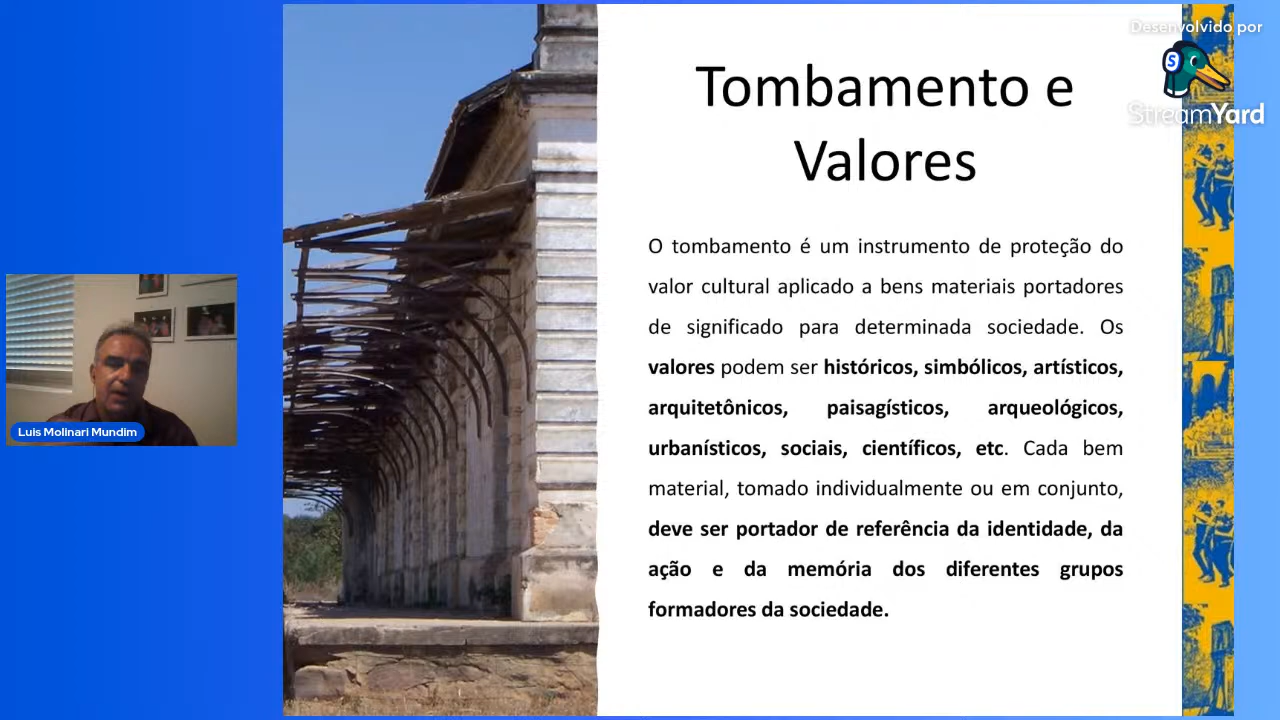 Desenvolvido por
StreamYard
Tombamento e
Valores
O tombamento é um instrumento de proteção do
valor cultural aplicado a bens materiais portadores
de significado para determinada sociedade. Os
valores podem ser históricos, simbólicos, artísticos,
arquitetônicos, paisagísticos, arqueológicos,
urbanísticos, sociais, científicos, etc. Cada bem
material, tomado individualmente ou em conjunto,
deve ser portador de referência da identidade, da
ação e da memória dos diferentes grupos
formadores da sociedade.
Luis Molinari Mundim